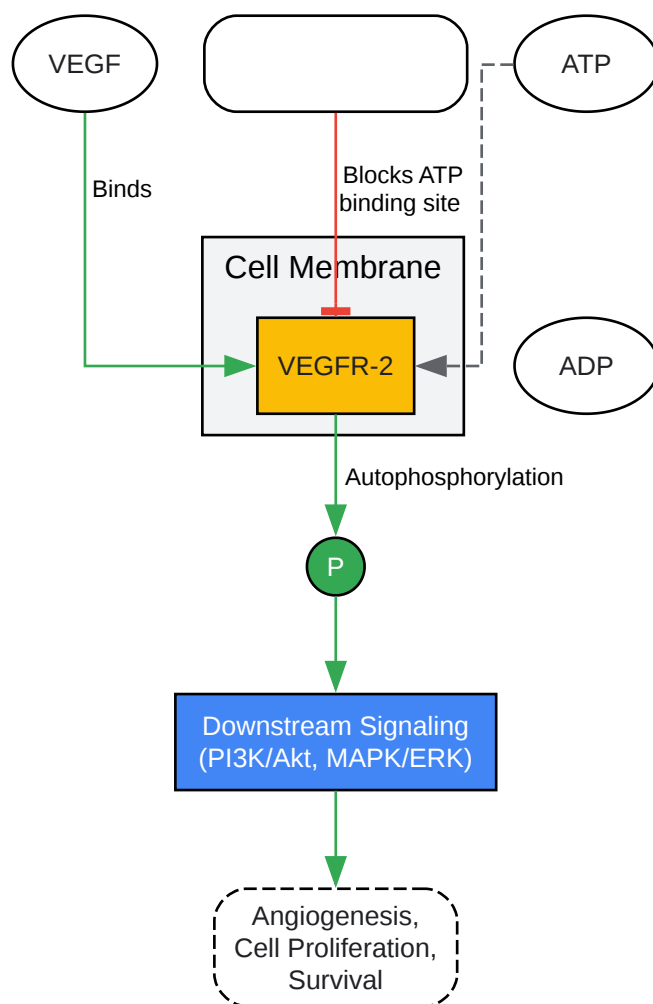 VEGF
ATP
Binds
Blocks ATP
binding site
Cell Membrane
VEGFR-2
ADP
Autophosphorylation
P
Downstream Signaling
(PI3K/Akt, MAPK/ERK)
Angiogenesis,
Cell Proliferation,
Survival